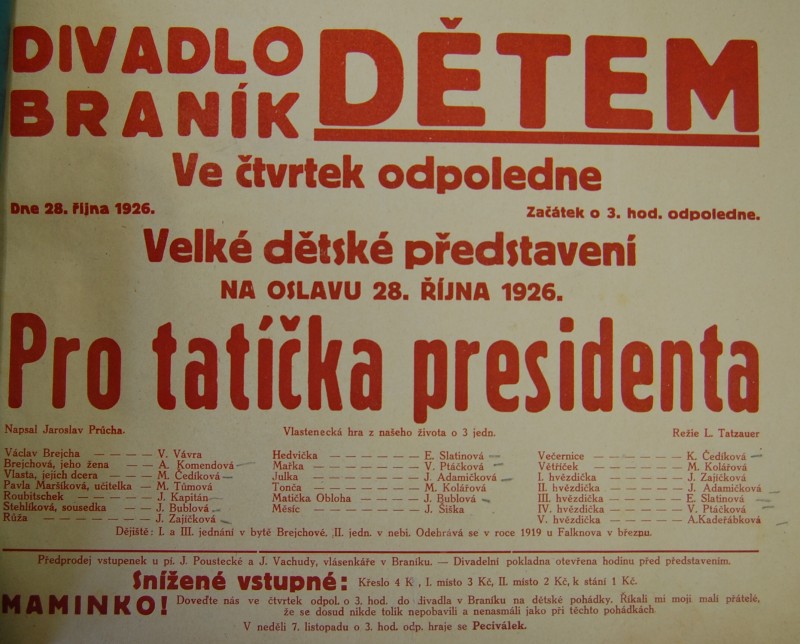 DIVADLO
BRANÍK
DĚTEM
Ve čtvrtek odpoledne
Dne 28. října 1926. Začátek o 3. hod. odpoledne.
Velké dětské představení
NA OSLAVU 28. ŘÍJNA 1926.
Pro tatíčka presidenta
Napsal Jaroslav Průcha. Vlastenecká hra z našeho života o 3 jedn. Režie L. Tatzauer
Václav Brejcha — — — — V. Vávra
Brejchová, jeho žena — — — A. Komendová
Vlasta, jejich dcera — — — M. Čedíková
Pavla Maršíková, učitelka — M. Tůmová
Roubitschek — — — — J. Kapitán
Stehlíková, sousedka — — J. Bublová
Růža — — — — — J. Zajíčková
Hedvička — — — — — E. Slatinová
Mařka — — — — — V. Ptáčková
Julka — — — — — J. Adamičková
Tonča — — — — — M. Kolářová
Matička Obloha — — — — J. Bublová
Měsíc — — — — — J. Šiška
Večernice — — — — K. Čedíková
Větříček — — — — M. Kolářová
I. hvězdička — — — — J. Zajíčková
II. hvězdička — — — — J. Adamičková
III. hvězdička — — — — E. Slatinová
IV. hvězdička — — — — V. Ptáčková
V. hvězdička — — — — A. Kadeřábková
Dějiště: I. a III. jednání v bytě Brejchové. II. jedn. v nebi. Odehrává se v roce 1919 u Falknova v březnu.
Předprodej vstupenek u pí. J. Poustecké a J. Vachudy, vlásenkáře v Braníku. — Divadelní pokladna otevřena hodinu před představením.
Snížené vstupné: Křeslo 4 K, I. místo 3 Kč, II. místo 2 Kč, k stání 1 Kč.
MAMINKO! Doveďte nás ve čtvrtek odpol. o 3. hod. do divadla v Braníku na dětské pohádky. Říkali mi moji malí přátelé,
že se dosud nikde tolik nepobavili a nenasmáli jako při těchto pohádkách.
V neděli 7. listopadu o 3. hod. odp. hraje se Peciválek.